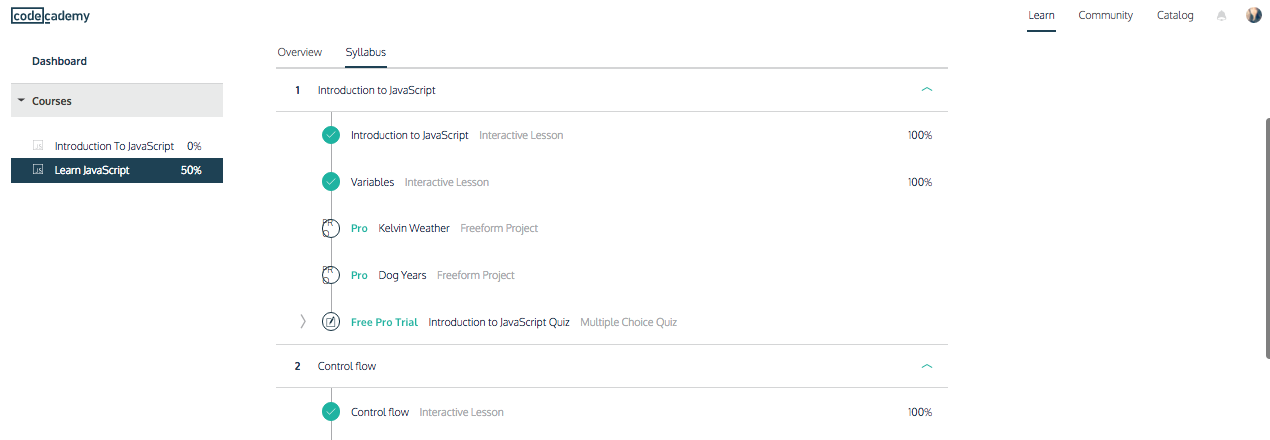 codecademy
Learn Community Catalog
Dashboard
Courses
JS Introduction To JavaScript 0%
JS Learn JavaScript 50%
Overview Syllabus
1 Introduction to JavaScript
Introduction to JavaScript Interactive Lesson 100%
Variables Interactive Lesson 100%
PRO Pro Kelvin Weather Freeform Project
PRO Pro Dog Years Freeform Project
Free Pro Trial Introduction to JavaScript Quiz Multiple Choice Quiz
2 Control flow
Control flow Interactive Lesson 100%